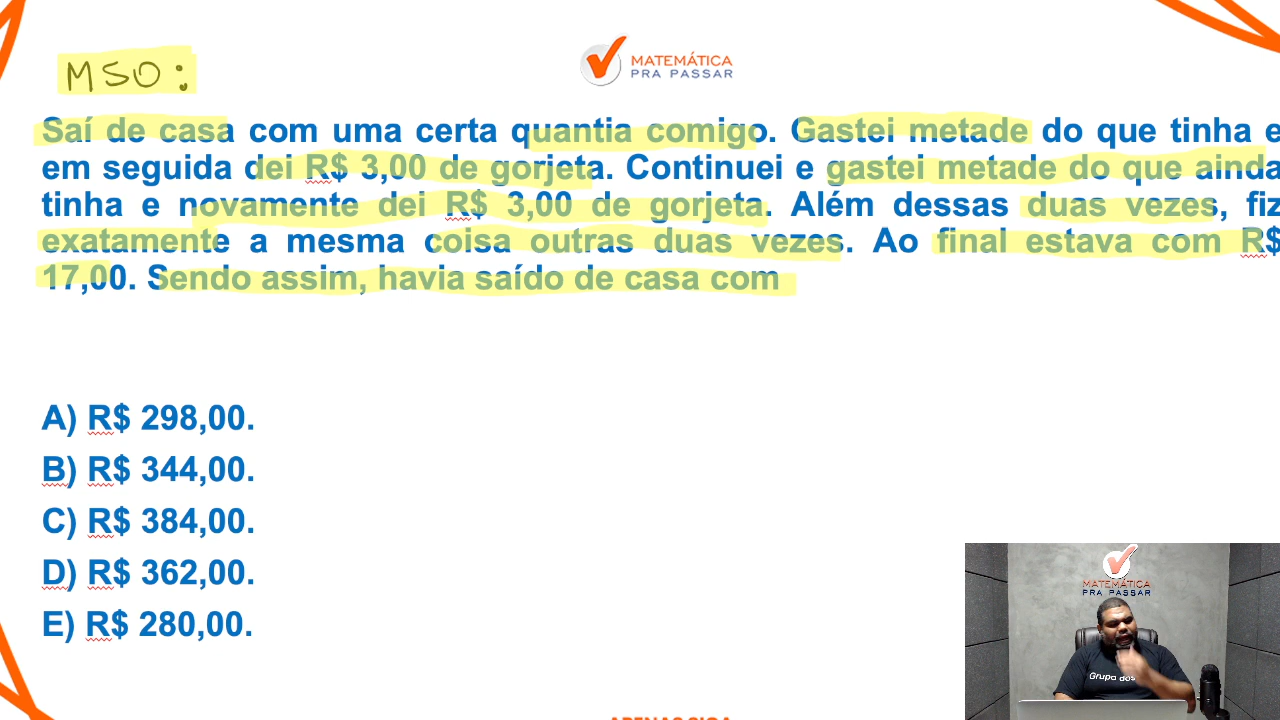 MSO:
MATEMÁTICA
PRA PASSAR
Saí de casa com uma certa quantia comigo. Gastei metade do que tinha e
em seguida dei R$ 3,00 de gorjeta. Continuei e gastei metade do que ainda
tinha e novamente dei R$ 3,00 de gorjeta. Além dessas duas vezes, fiz
exatamente a mesma coisa outras duas vezes. Ao final estava com R$
17,00. Sendo assim, havia saído de casa com
A) R$ 298,00.
B) R$ 344,00.
C) R$ 384,00.
D) R$ 362,00.
E) R$ 280,00.
MATEMÁTICA
PRA PASSAR
Grupo dos